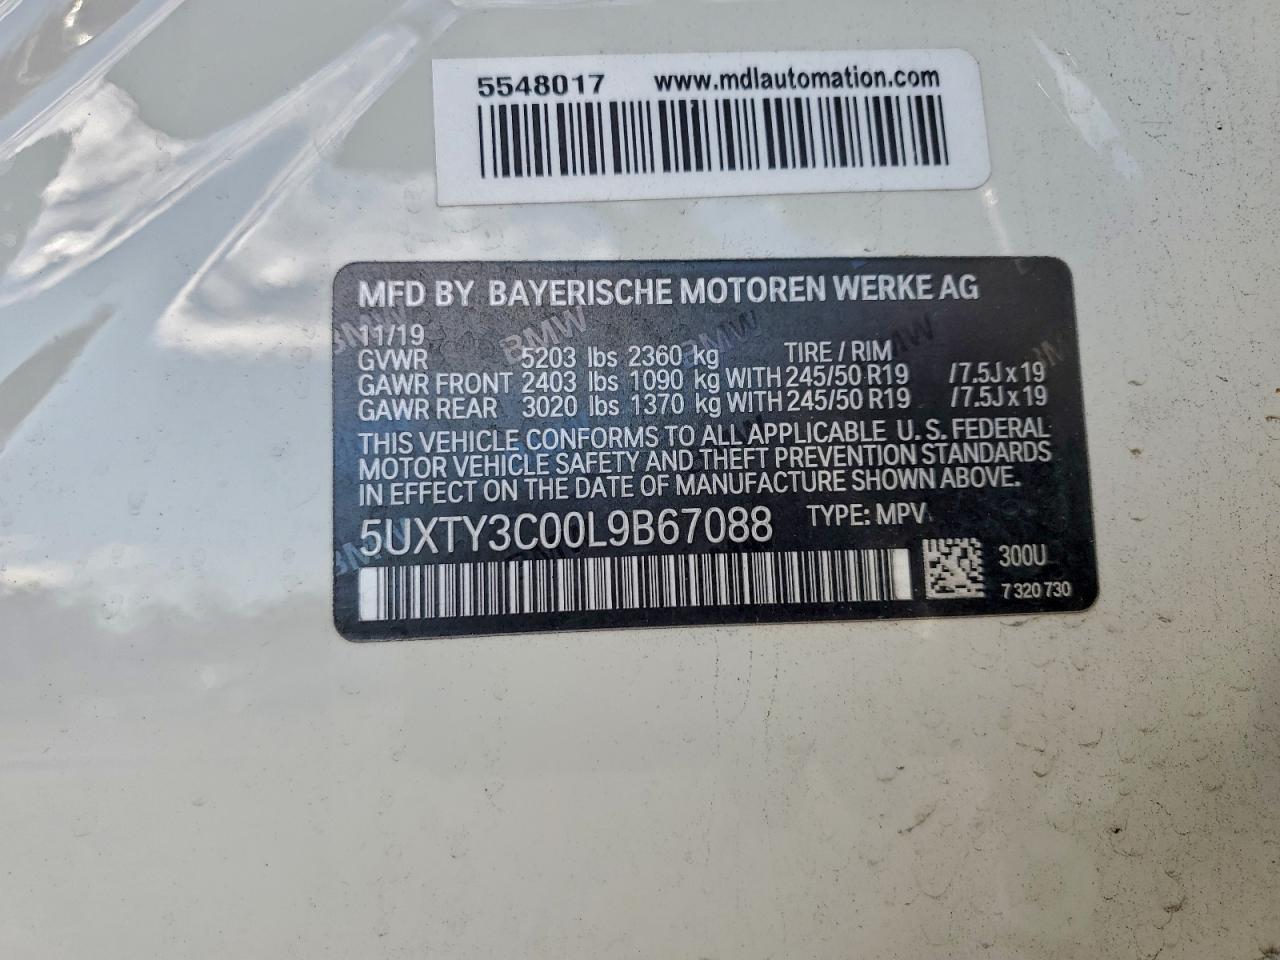 5548017 www.mdlautomation.com
MFD BY BAYERISCHE MOTOREN WERKE AG
11/19
GVWR 5203 lbs 2360 kg TIRE / RIM
GAWR FRONT 2403 lbs 1090 kg WITH 245/50 R19 /7.5J x 19
GAWR REAR 3020 lbs 1370 kg WITH 245/50 R19 /7.5J x 19
THIS VEHICLE CONFORMS TO ALL APPLICABLE U. S. FEDERAL
MOTOR VEHICLE SAFETY AND THEFT PREVENTION STANDARDS
IN EFFECT ON THE DATE OF MANUFACTURE SHOWN ABOVE.
5UXTY3C00L9B67088 TYPE: MPV
300U
7 320 730